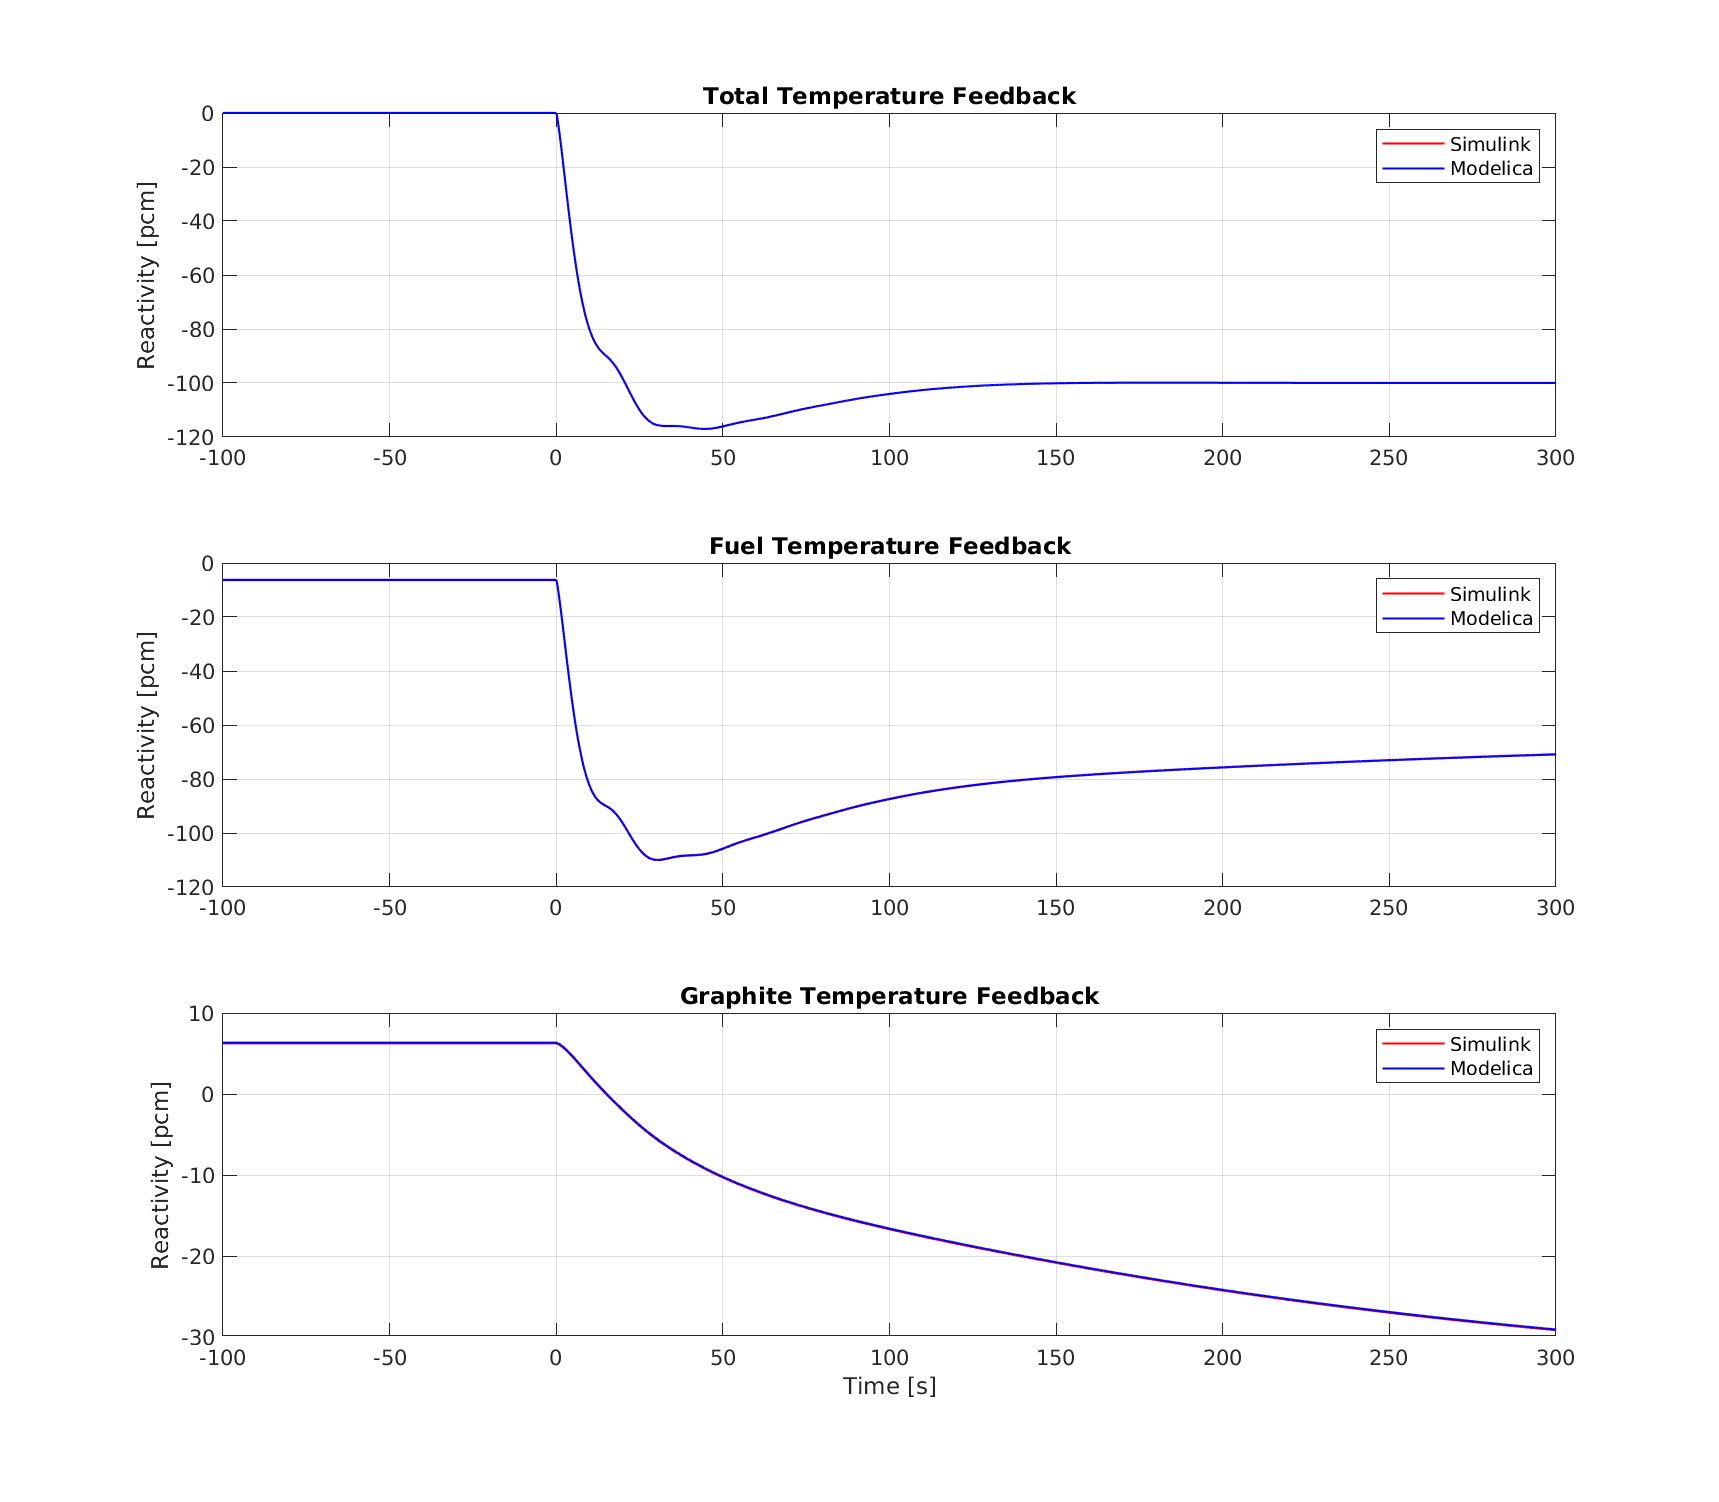 Total Temperature Feedback
Reactivity [pcm]
0
-20
-40
-60
-80
-100
-120
-100 -50 0 50 100 150 200 250 300
Simulink
Modelica
Fuel Temperature Feedback
Reactivity [pcm]
0
-20
-40
-60
-80
-100
-120
-100 -50 0 50 100 150 200 250 300
Simulink
Modelica
Graphite Temperature Feedback
Reactivity [pcm]
10
0
-10
-20
-30
-100 -50 0 50 100 150 200 250 300
Simulink
Modelica
Time [s]